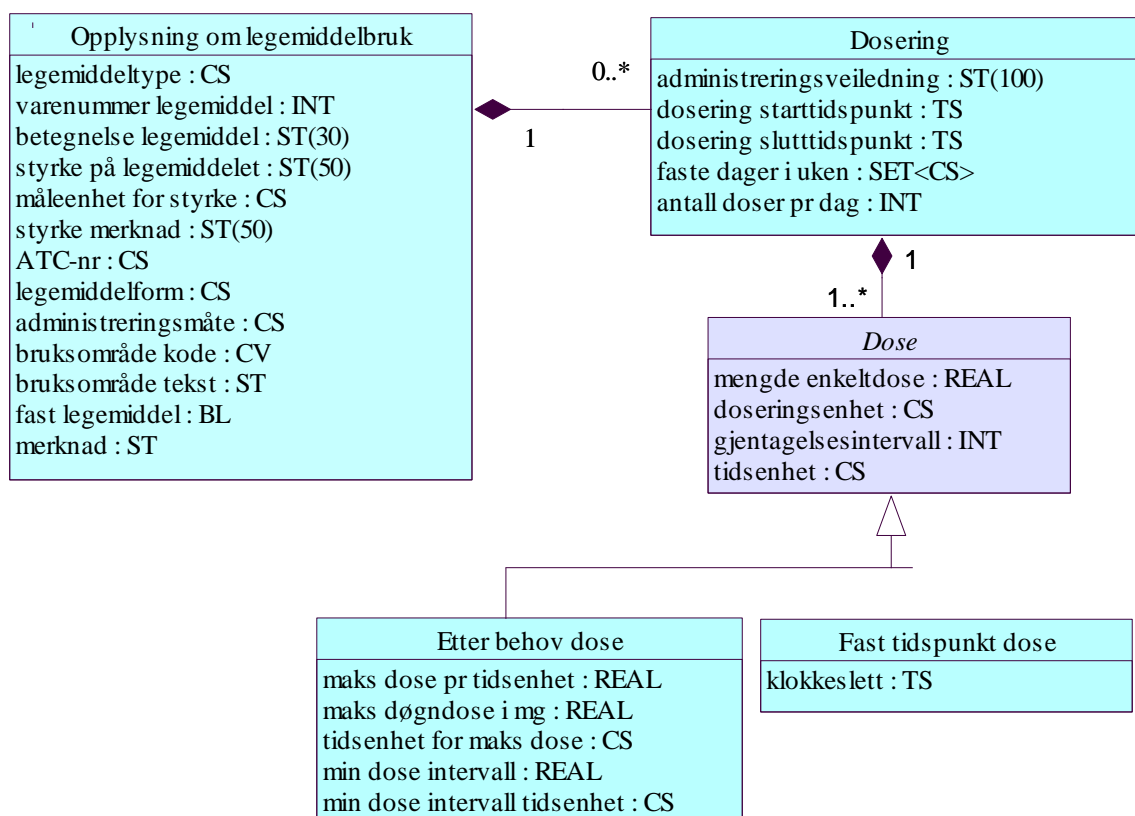 Opplysning om legemiddelbruk
legemiddeltype : CS
varenummer legemiddel : INT
betegnelse legemiddel : ST(30)
styrke på legemiddelet : ST(50)
måleenhet for styrke : CS
styrke merknad : ST(50)
ATC-nr : CS
legemiddelform : CS
administreringsmåte : CS
bruksområde kode : CV
bruksområde tekst : ST
fast legemiddel : BL
merknad : ST
0..*
1
Dosering
administreringsveiledning : ST(100)
dosering starttidspunkt : TS
dosering slutttidspunkt : TS
faste dager i uken : SET<CS>
antall doser pr dag : INT
1
1..*
Dose
mengde enkeltdose : REAL
doseringsenhet : CS
gjentagelsesintervall : INT
tidsenhet : CS
Etter behov dose
maks dose pr tidsenhet : REAL
maks døgndose i mg : REAL
tidsenhet for maks dose : CS
min dose intervall : REAL
min dose intervall tidsenhet : CS
Fast tidspunkt dose
klokkeslett : TS